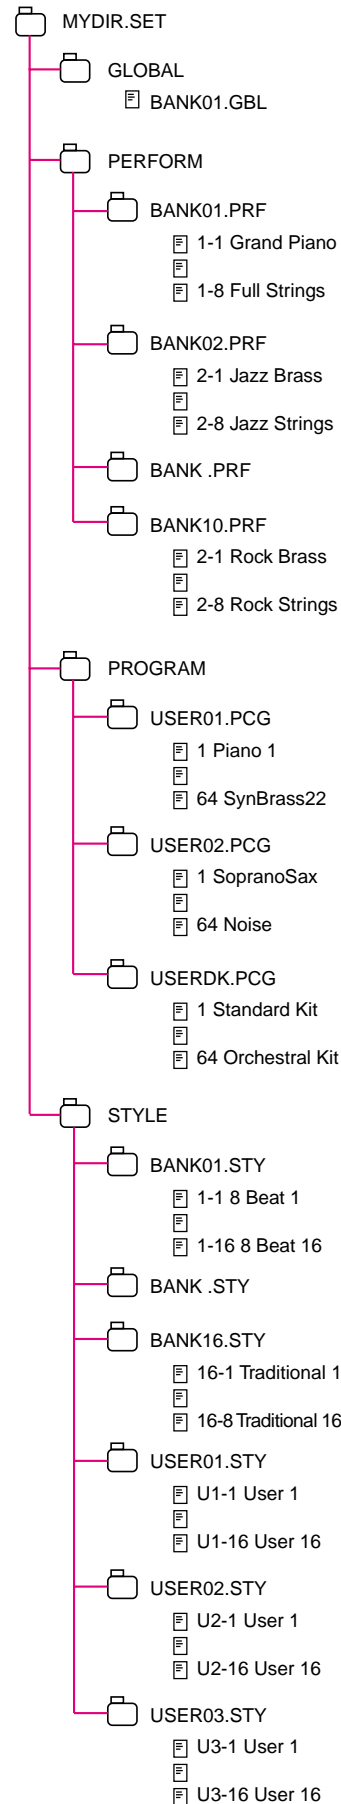 MYDIR.SET
GLOBAL
BANK01.GBL
PERFORM
BANK01.PRF
1-1 Grand Piano
1-8 Full Strings
BANK02.PRF
2-1 Jazz Brass
2-8 Jazz Strings
BANK .PRF
BANK10.PRF
2-1 Rock Brass
2-8 Rock Strings
PROGRAM
USER01.PCG
1 Piano 1
64 SynBrass22
USER02.PCG
1 SopranoSax
64 Noise
USERDK.PCG
1 Standard Kit
64 Orchestral Kit
STYLE
BANK01.STY
1-1 8 Beat 1
1-16 8 Beat 16
BANK .STY
BANK16.STY
16-1 Traditional 1
16-8 Traditional 16
USER01.STY
U1-1 User 1
U1-16 User 16
USER02.STY
U2-1 User 1
U2-16 User 16
USER03.STY
U3-1 User 1
U3-16 User 16